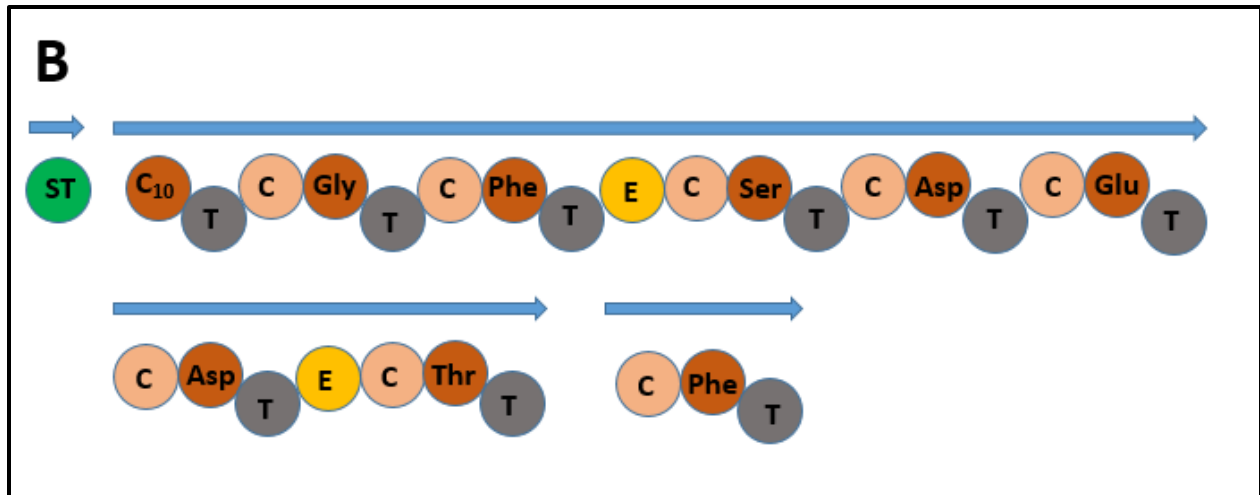 B
ST C₁₀ T C Gly T C Phe T E C Ser T C Asp T C Glu T
C Asp T E C Thr T C Phe T